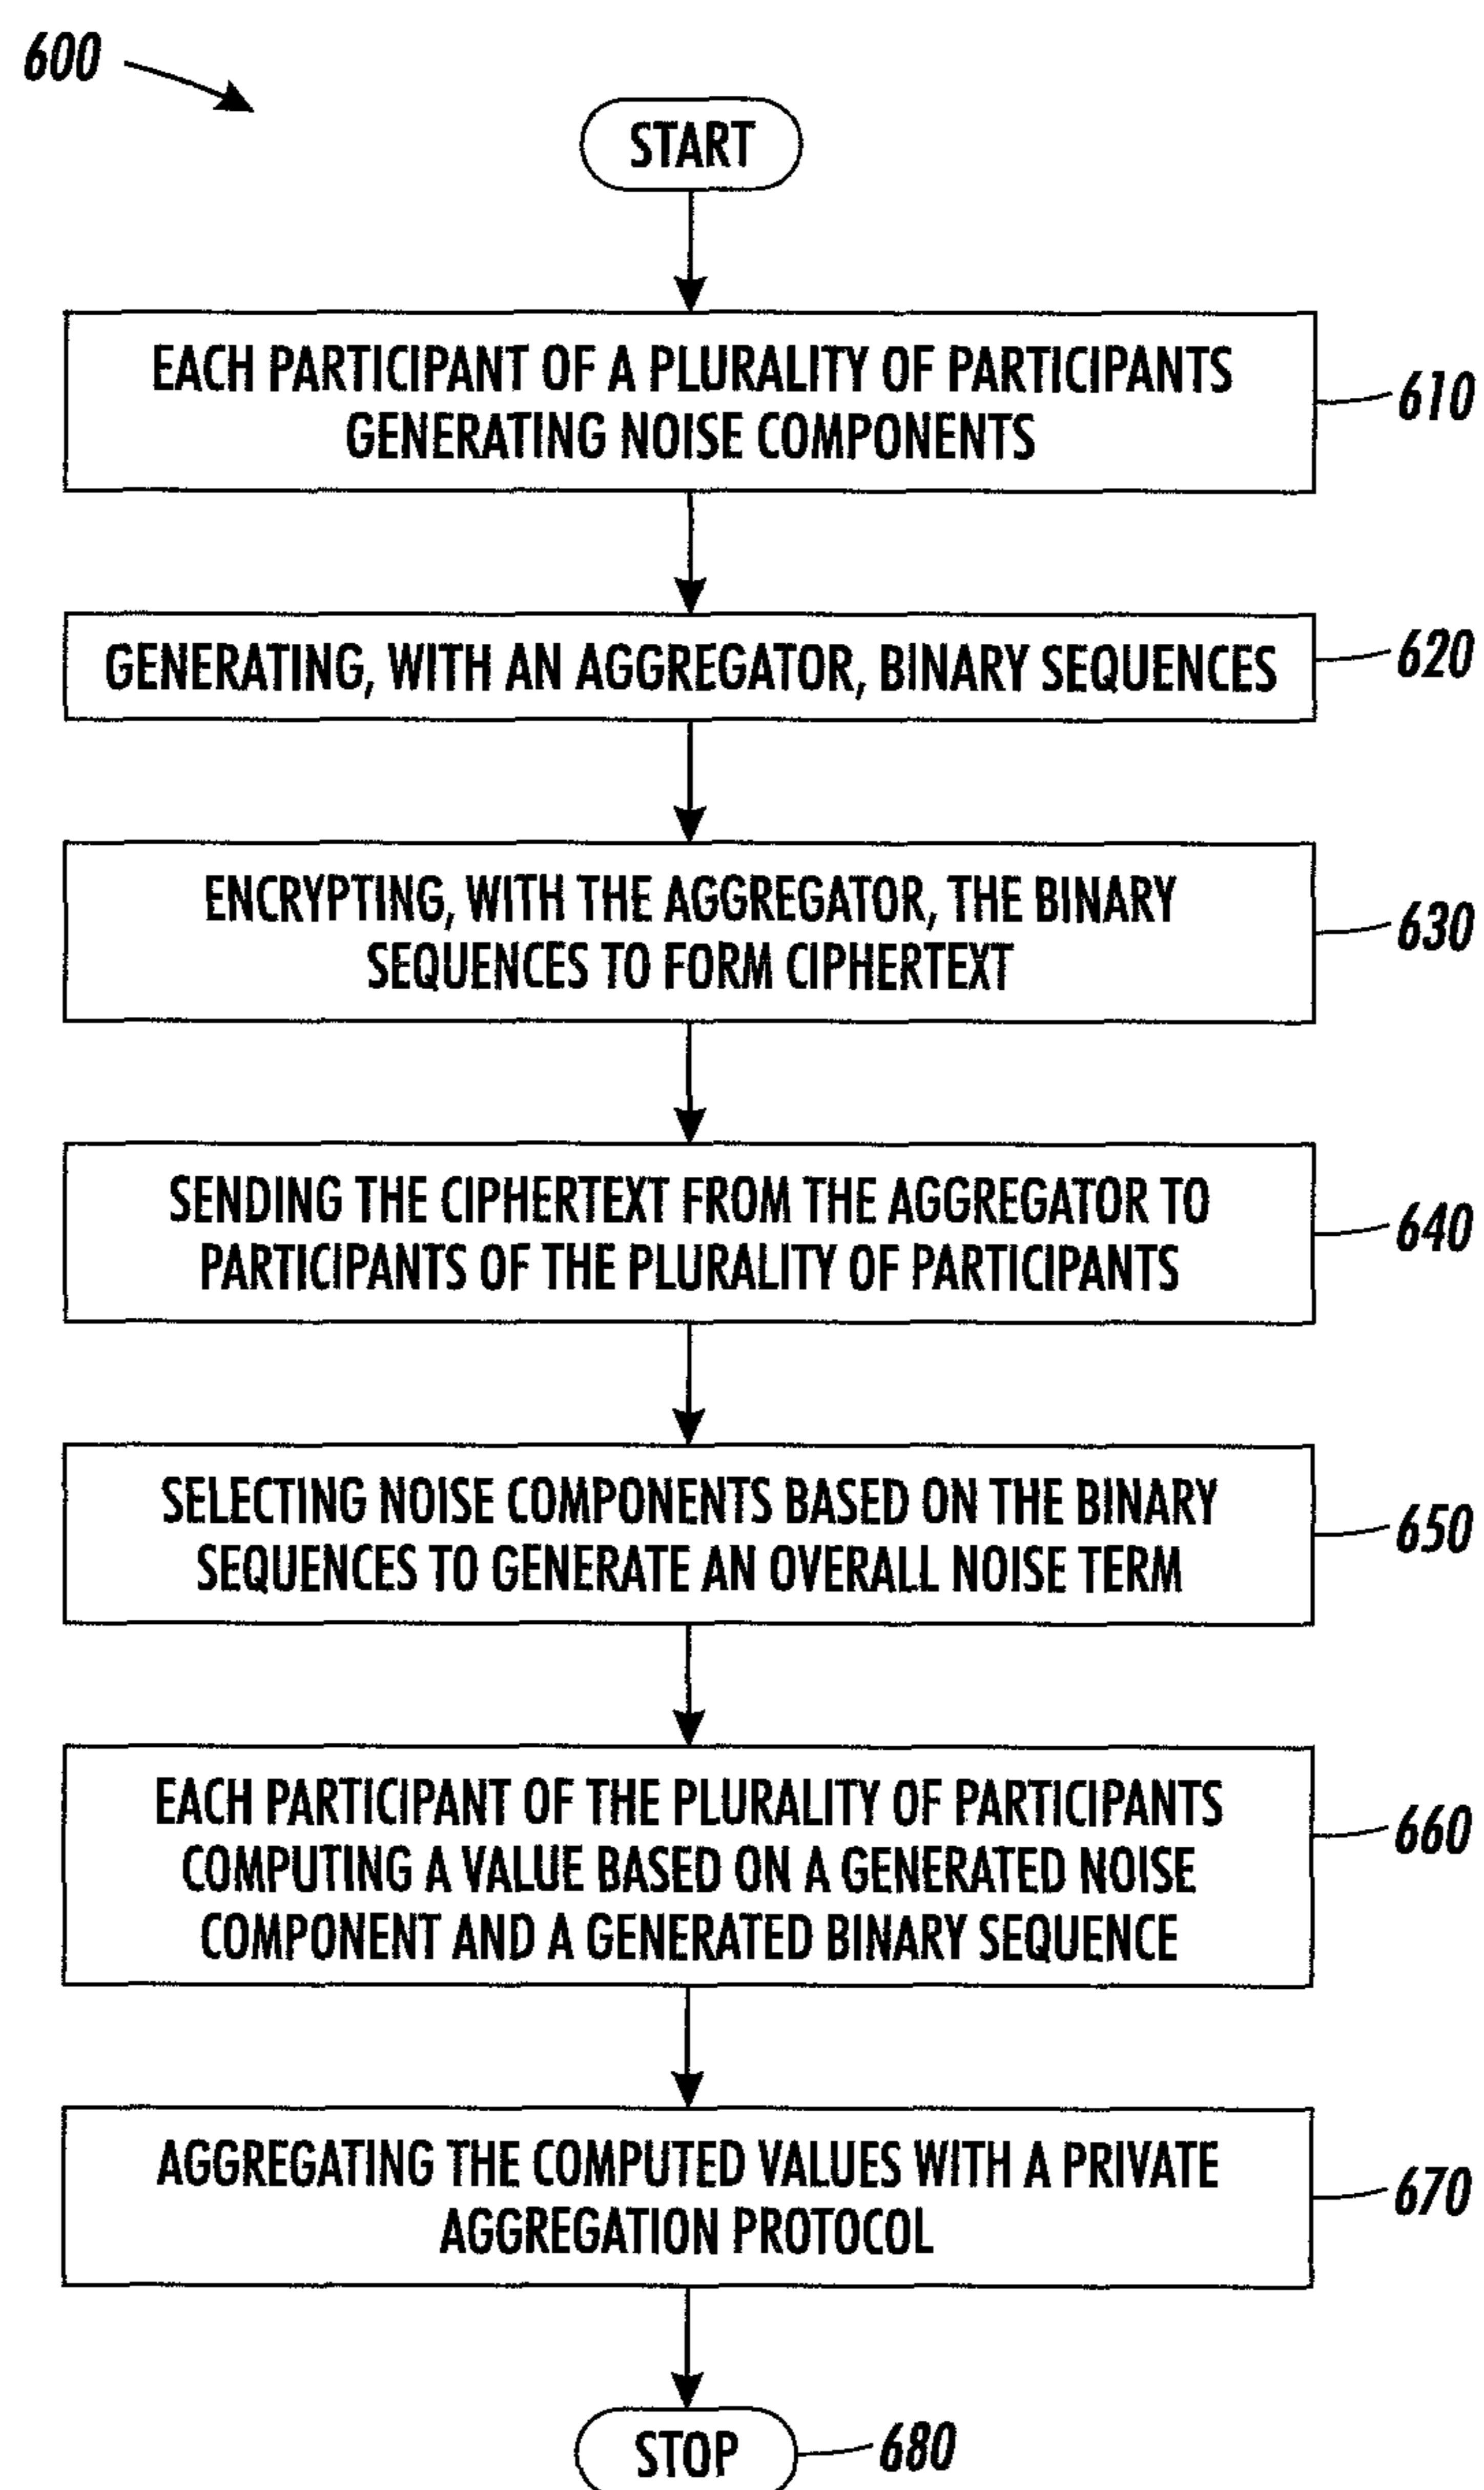 600
START
EACH PARTICIPANT OF A PLURALITY OF PARTICIPANTS
GENERATING NOISE COMPONENTS
610
GENERATING, WITH AN AGGREGATOR, BINARY SEQUENCES
620
ENCRYPTING, WITH THE AGGREGATOR, THE BINARY
SEQUENCES TO FORM CIPHERTEXT
630
SENDING THE CIPHERTEXT FROM THE AGGREGATOR TO
PARTICIPANTS OF THE PLURALITY OF PARTICIPANTS
640
SELECTING NOISE COMPONENTS BASED ON THE BINARY
SEQUENCES TO GENERATE AN OVERALL NOISE TERM
650
EACH PARTICIPANT OF THE PLURALITY OF PARTICIPANTS
COMPUTING A VALUE BASED ON A GENERATED NOISE
COMPONENT AND A GENERATED BINARY SEQUENCE
660
AGGREGATING THE COMPUTED VALUES WITH A PRIVATE
AGGREGATION PROTOCOL
670
STOP
680